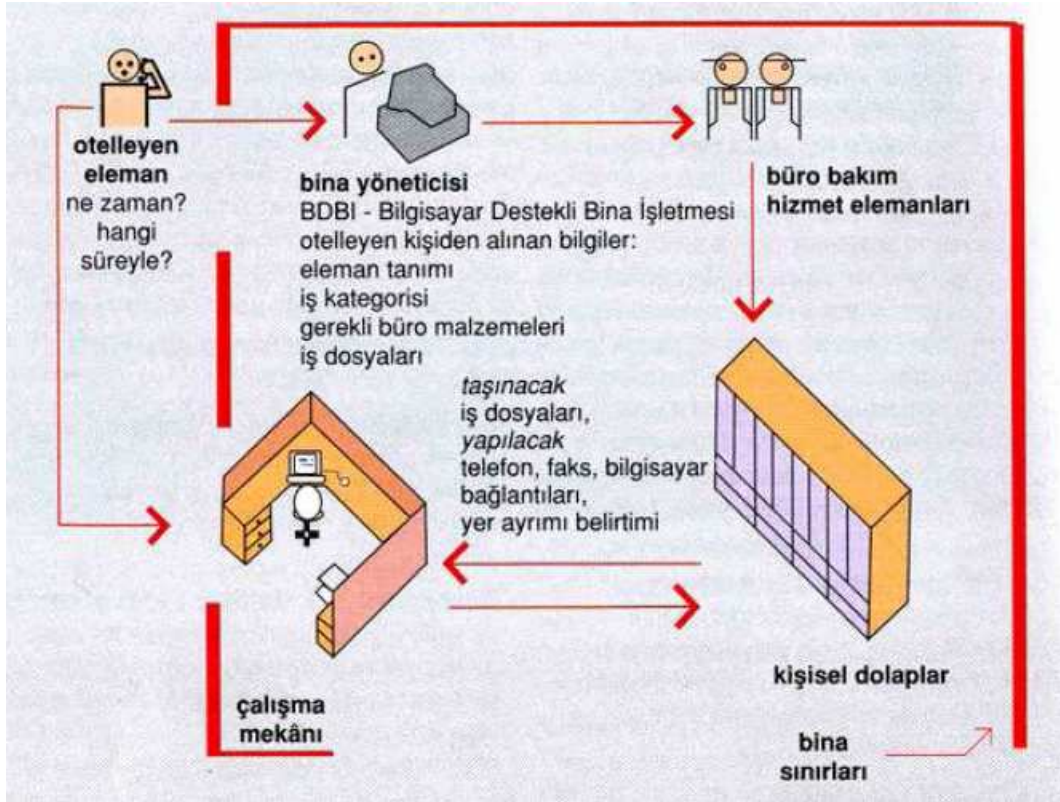 otelleyen
eleman
ne zaman?
hangi
süreyle?
bina yöneticisi
BDBI - Bilgisayar Destekli Bina İşletmesi
otelleyen kişiden alınan bilgiler:
eleman tanımı
iş kategorisi
gerekli büro malzemeleri
iş dosyaları
büro bakım
hizmet elemanları
taşınacak
iş dosyaları,
yapılacak
telefon, faks, bilgisayar
bağlantıları,
yer ayrımı belirtimi
kişisel dolaplar
çalışma
mekânı
bina
sınırları